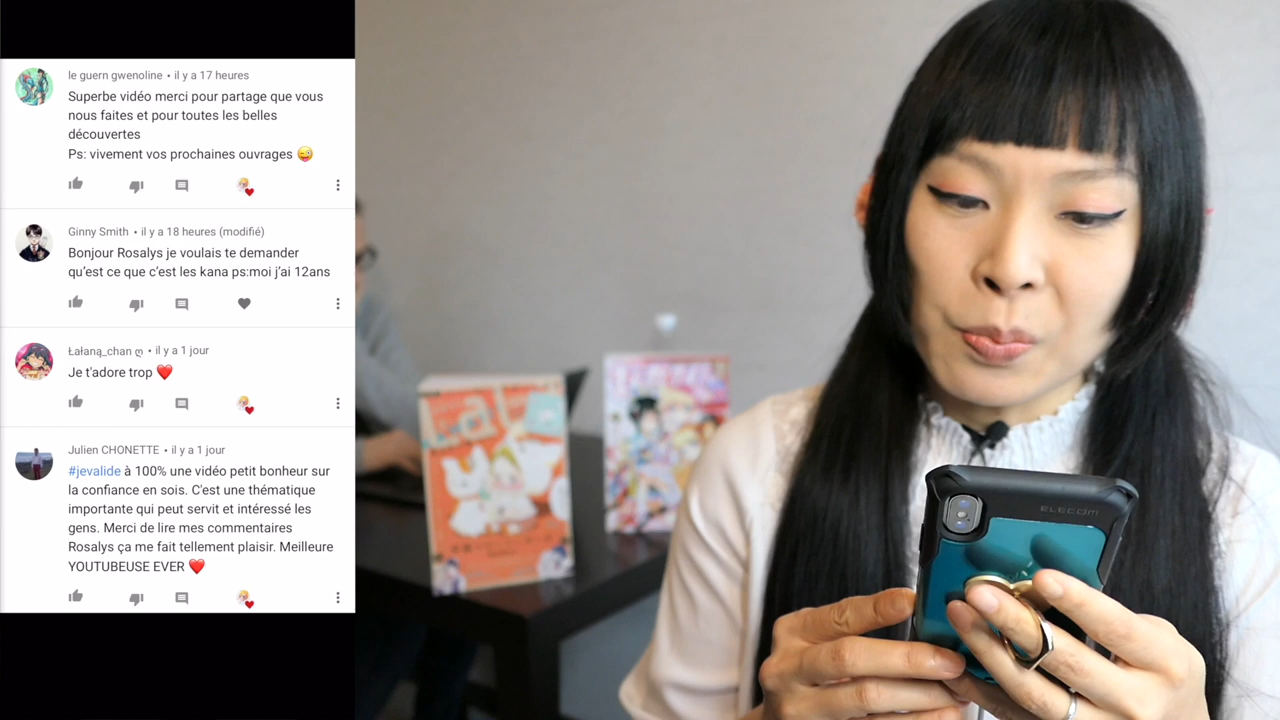 le guern gwenoline • il y a 17 heures
Superbe vidéo merci pour partage que vous
nous faites et pour toutes les belles
découvertes
Ps: vivement vos prochaines ouvrages 😜
Ginny Smith • il y a 18 heures (modifié)
Bonjour Rosalys je voulais te demander
qu'est ce que c'est les kana ps:moi j'ai 12ans
Łałaną_chan ღ • il y a 1 jour
Je t'adore trop ❤️
Julien CHONETTE • il y a 1 jour
#jevalide à 100% une vidéo petit bonheur sur
la confiance en sois. C'est une thématique
importante qui peut servit et intéressé les
gens. Merci de lire mes commentaires
Rosalys ça me fait tellement plaisir. Meilleure
YOUTUBEUSE EVER ❤️
LaLa
ELECOM